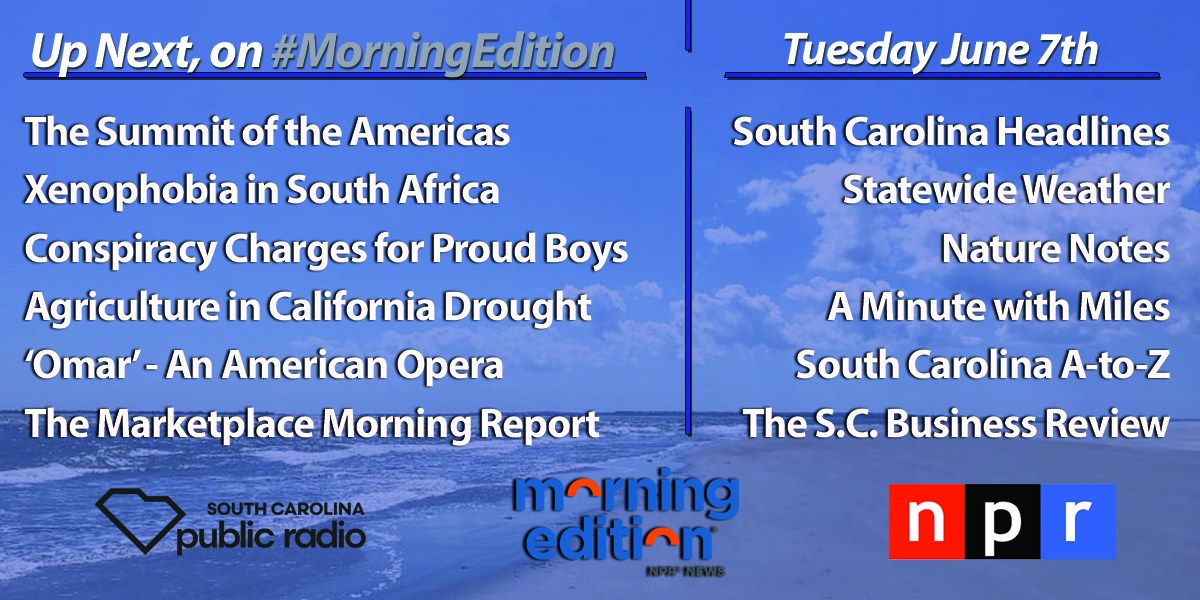 Up Next, on #MorningEdition
The Summit of the Americas
Xenophobia in South Africa
Conspiracy Charges for Proud Boys
Agriculture in California Drought
‘Omar’ - An American Opera
The Marketplace Morning Report
Tuesday June 7th
South Carolina Headlines
Statewide Weather
Nature Notes
A Minute with Miles
South Carolina A-to-Z
The S.C. Business Review
SOUTH CAROLINA
public radio
morning
edition
NPR® NEWS
npr